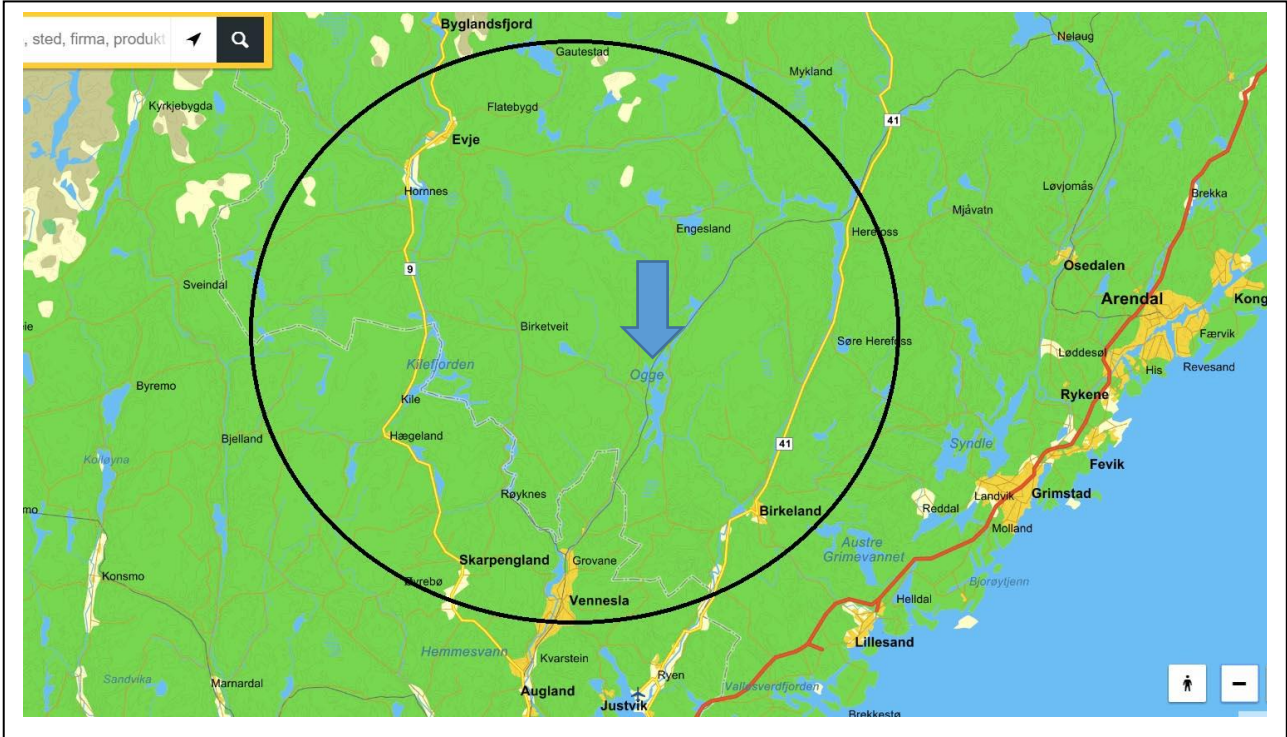 , sted, firma, produkt
Byglandsfjord
Gautestad
Nelaug
Mykland
Kyrkjebygda
Flatebygd
41
Evje
Hornnes
Løvjomås
Brekka
Mjåvatn
Engesland
Herefoss
Osedalen
9
Sveindal
Arendal
Kong
Birketveit
Færvik
Søre Herefoss
Løddesøl
Kilefjorden
Ogge
His
Revesand
Byremo
Kile
Rykene
Hægeland
Bjelland
41
Syndle
Fevik
Røyknes
Landvik
Grimstad
Birkeland
Reddal
Molland
Austre
Grimevannet
Skarpengland
Grovane
Konsmo
Øvrebø
Bjorøytjenn
Vennesla
Helldal
Lillesand
Hemmesvann
Kvarstein
Ryen
Sandvika
Marnardal
Augland
Vallesverdfjorden
Justvik
Brekkestø